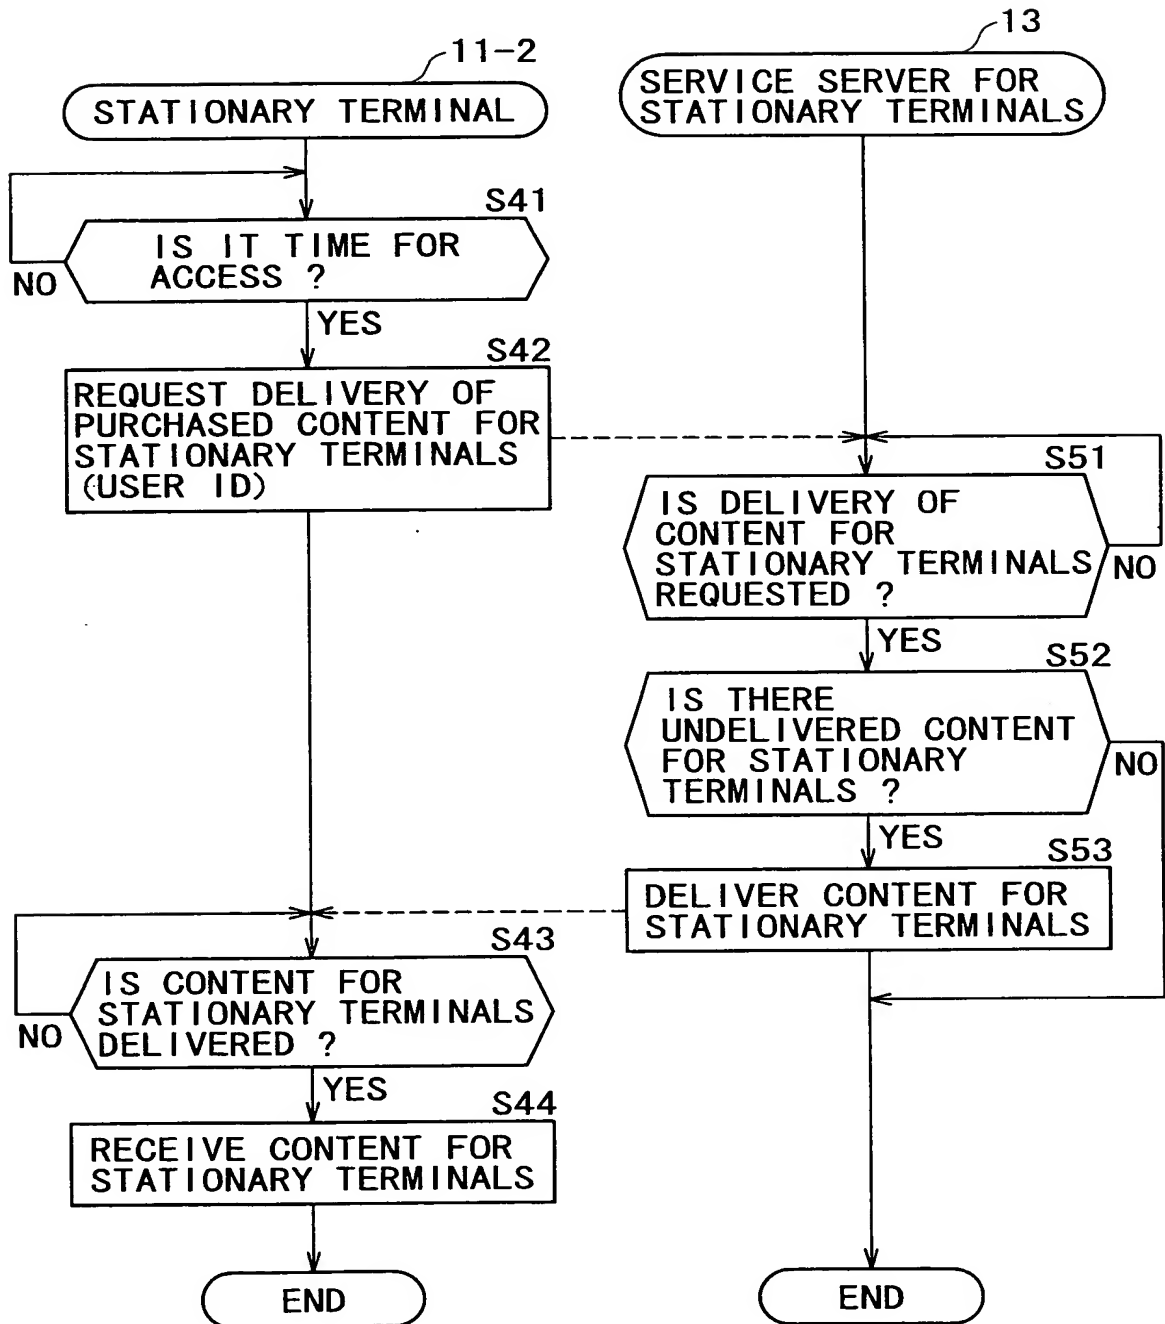 11-2
STATIONARY TERMINAL
S41
IS IT TIME FOR
ACCESS ?
NO
YES
S42
REQUEST DELIVERY OF
PURCHASED CONTENT FOR
STATIONARY TERMINALS
(USER ID)
S43
IS CONTENT FOR
STATIONARY TERMINALS
DELIVERED ?
NO
YES
S44
RECEIVE CONTENT FOR
STATIONARY TERMINALS
END
13
SERVICE SERVER FOR
STATIONARY TERMINALS
S51
IS DELIVERY OF
CONTENT FOR
STATIONARY TERMINALS
REQUESTED ?
NO
YES
S52
IS THERE
UNDELIVERED CONTENT
FOR STATIONARY
TERMINALS ?
NO
YES
S53
DELIVER CONTENT FOR
STATIONARY TERMINALS
END